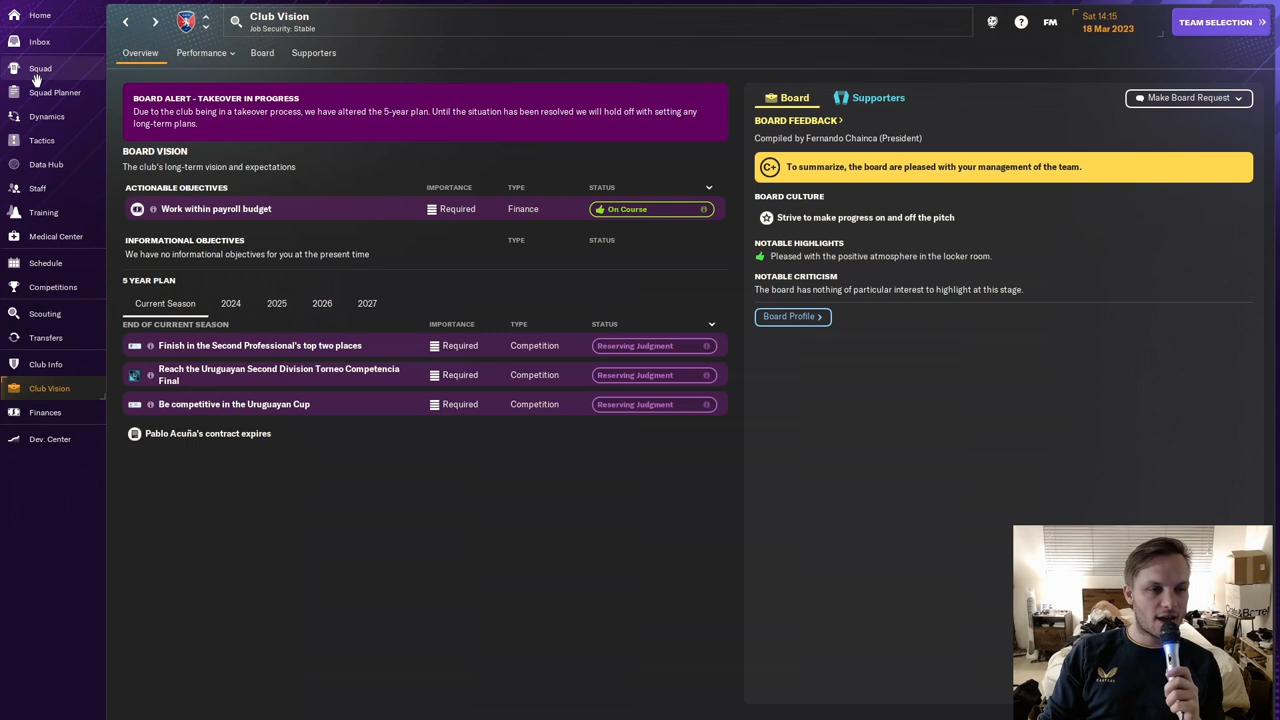 Home
Inbox
Squad
Squad Planner
Dynamics
Tactics
Data Hub
Staff
Training
Medical Center
Schedule
Competitions
Scouting
Transfers
Club Info
Club Vision
Finances
Dev. Center
Club Vision
Job Security: Stable
?
FM
Sat 14:15
18 Mar 2023
TEAM SELECTION
Overview
Performance
Board
Supporters
BOARD ALERT - TAKEOVER IN PROGRESS
Due to the club being in a takeover process, we have altered the 5-year plan. Until the situation has been resolved we will hold off with setting any
long-term plans.
BOARD VISION
The club's long-term vision and expectations
ACTIONABLE OBJECTIVES IMPORTANCE TYPE STATUS
Work within payroll budget Required Finance On Course
INFORMATIONAL OBJECTIVES TYPE STATUS
We have no informational objectives for you at the present time
5 YEAR PLAN
Current Season 2024 2025 2026 2027
END OF CURRENT SEASON IMPORTANCE TYPE STATUS
Finish in the Second Professional's top two places Required Competition Reserving Judgment
Reach the Uruguayan Second Division Torneo Competencia
Final Required Competition Reserving Judgment
Be competitive in the Uruguayan Cup Required Competition Reserving Judgment
Pablo Acuña's contract expires
Board Supporters
Make Board Request
BOARD FEEDBACK
Compiled by Fernando Chainca (President)
C+ To summarize, the board are pleased with your management of the team.
BOARD CULTURE
Strive to make progress on and off the pitch
NOTABLE HIGHLIGHTS
Pleased with the positive atmosphere in the locker room.
NOTABLE CRITICISM
The board has nothing of particular interest to highlight at this stage.
Board Profile
Crate&Barrel